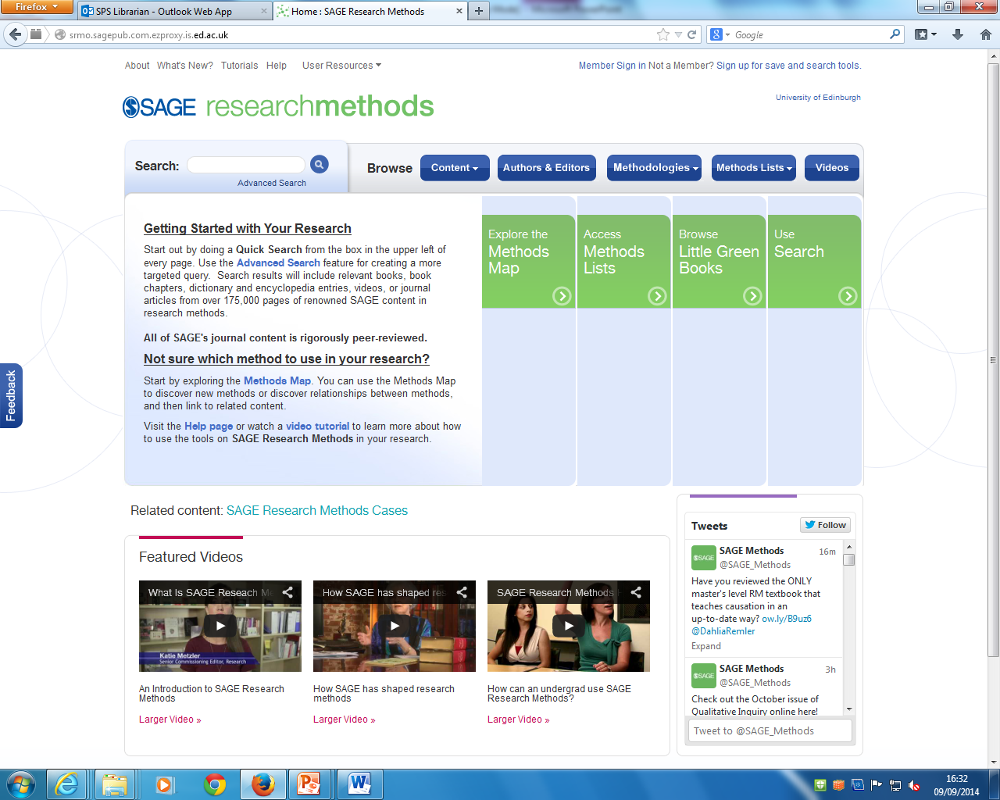 Firefox
SPS Librarian - Outlook Web App
Home : SAGE Research Methods
srmo.sagepub.com.ezproxy.is.ed.ac.uk
Google
About What's New? Tutorials Help User Resources
Member Sign in Not a Member? Sign up for save and search tools.
SAGE researchmethods
University of Edinburgh
Search:
Advanced Search
Browse
Content
Authors & Editors
Methodologies
Methods Lists
Videos
Getting Started with Your Research
Start out by doing a Quick Search from the box in the upper left of
every page. Use the Advanced Search feature for creating a more
targeted query. Search results will include relevant books, book
chapters, dictionary and encyclopedia entries, videos, or journal
articles from over 175,000 pages of renowned SAGE content in
research methods.
All of SAGE's journal content is rigorously peer-reviewed.
Not sure which method to use in your research?
Start by exploring the Methods Map. You can use the Methods Map
to discover new methods or discover relationships between methods,
and then link to related content.
Visit the Help page or watch a video tutorial to learn more about how
to use the tools on SAGE Research Methods in your research.
Explore the
Methods
Map
Access
Methods
Lists
Browse
Little Green
Books
Use
Search
Feedback
Related content: SAGE Research Methods Cases
Featured Videos
What Is SAGE Reseach Me
Katie Metzler
Senior Commissioning Editor, Research
An Introduction to SAGE Research
Methods
Larger Video »
How SAGE has shaped res
How SAGE has shaped research
methods
Larger Video »
SAGE Research Methods
How can an undergrad use SAGE
Research Methods?
Larger Video »
Tweets
Follow
SAGE
SAGE Methods 16m
@SAGE_Methods
Have you reviewed the ONLY
master's level RM textbook that
teaches causation in an
up-to-date way? ow.ly/B9uz6
@DahliaRemler
Expand
SAGE
SAGE Methods 3h
@SAGE_Methods
Check out the October issue of
Qualitative Inquiry online here!
Tweet to @SAGE_Methods
16:32
09/09/2014